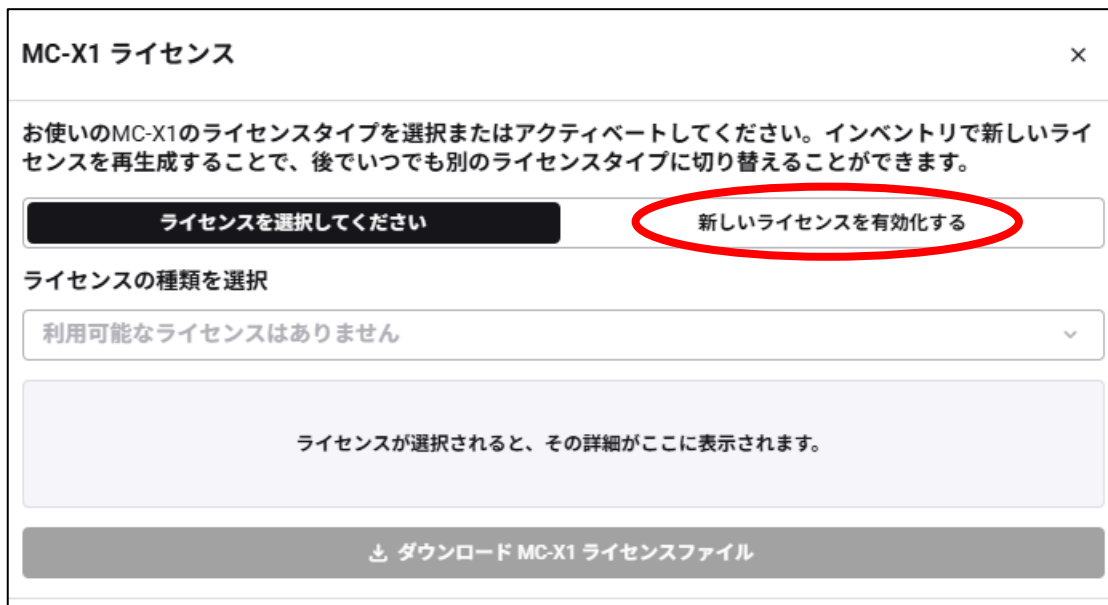 MC-X1 ライセンス
お使いのMC-X1のライセンスタイプを選択またはアクティベートしてください。インベントリで新しいライ
センスを再生成することで、後でいつでも別のライセンスタイプに切り替えることができます。
ライセンスを選択してください
新しいライセンスを有効化する
ライセンスの種類を選択
利用可能なライセンスはありません
ライセンスが選択されると、その詳細がここに表示されます。
ダウンロード MC-X1 ライセンスファイル